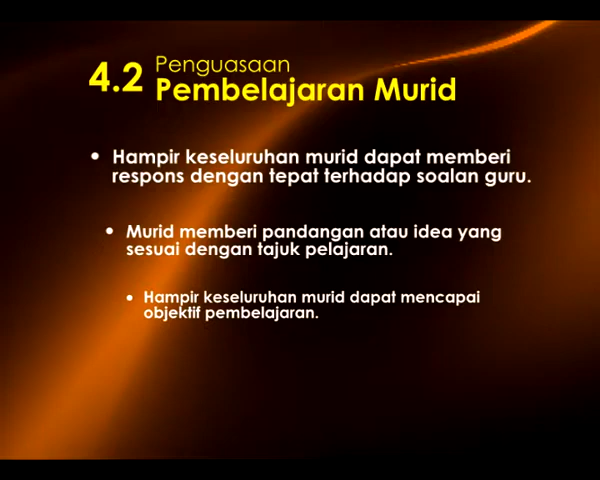 4.2 Penguasaan
Pembelajaran Murid
• Hampir keseluruhan murid dapat memberi
respons dengan tepat terhadap soalan guru.
• Murid memberi pandangan atau idea yang
sesuai dengan tajuk pelajaran.
• Hampir keseluruhan murid dapat mencapai
objektif pembelajaran.